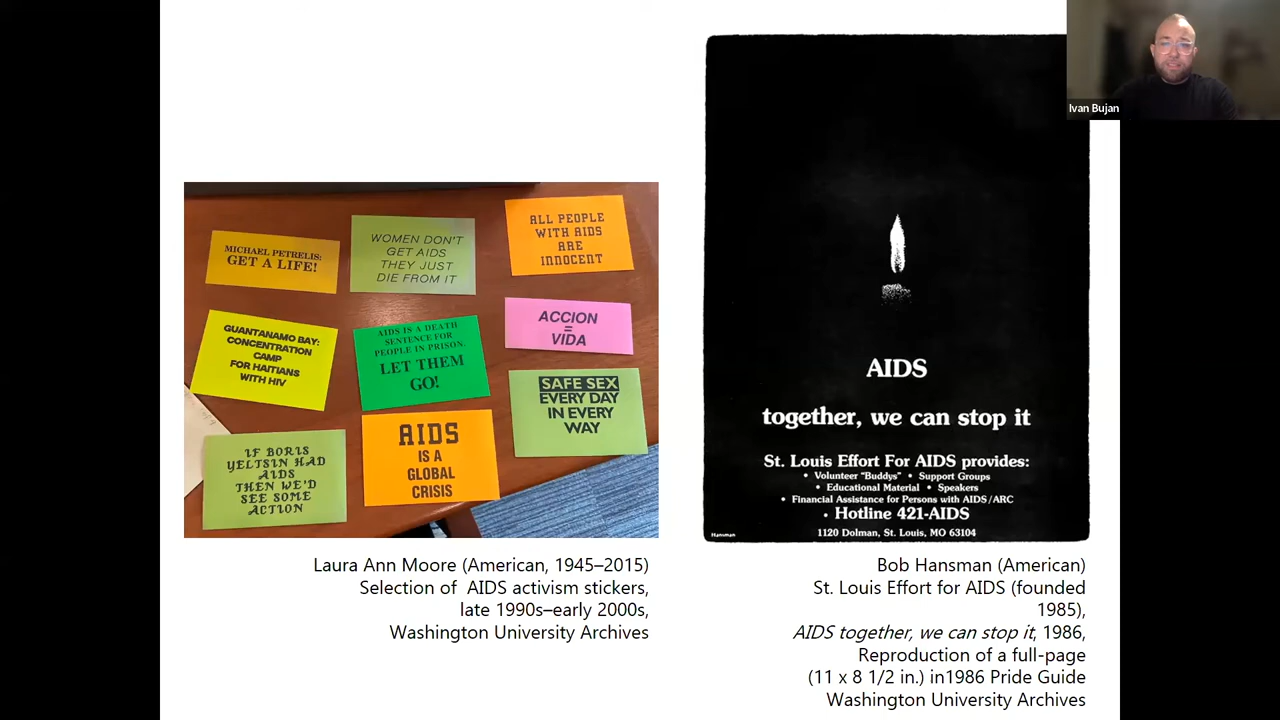 Ivan Bujan
MICHAEL PETRELIS:
GET A LIFE!
WOMEN DON'T
GET AIDS
THEY JUST
DIE FROM IT
ALL PEOPLE
WITH AIDS
ARE
INNOCENT
GUANTANAMO BAY:
CONCENTRATION
CAMP
FOR HAITIANS
WITH HIV
AIDS IS A DEATH
SENTENCE FOR
PEOPLE IN PRISON.
LET THEM
GO!
ACCION
=
VIDA
SAFE SEX
EVERY DAY
IN EVERY
WAY
IF BORIS
YELTSIN HAD
AIDS
THEN WE'D
SEE SOME
ACTION
AIDS
IS A
GLOBAL
CRISIS
Laura Ann Moore (American, 1945–2015)
Selection of AIDS activism stickers,
late 1990s–early 2000s,
Washington University Archives
AIDS
together, we can stop it
St. Louis Effort For AIDS provides:
• Volunteer "Buddys" • Support Groups
• Educational Material • Speakers
• Financial Assistance for Persons with AIDS/ARC
• Hotline 421-AIDS
1120 Dolman, St. Louis, MO 63104
Hansman
Bob Hansman (American)
St. Louis Effort for AIDS (founded
1985),
AIDS together, we can stop it, 1986,
Reproduction of a full-page
(11 x 8 1/2 in.) in1986 Pride Guide
Washington University Archives